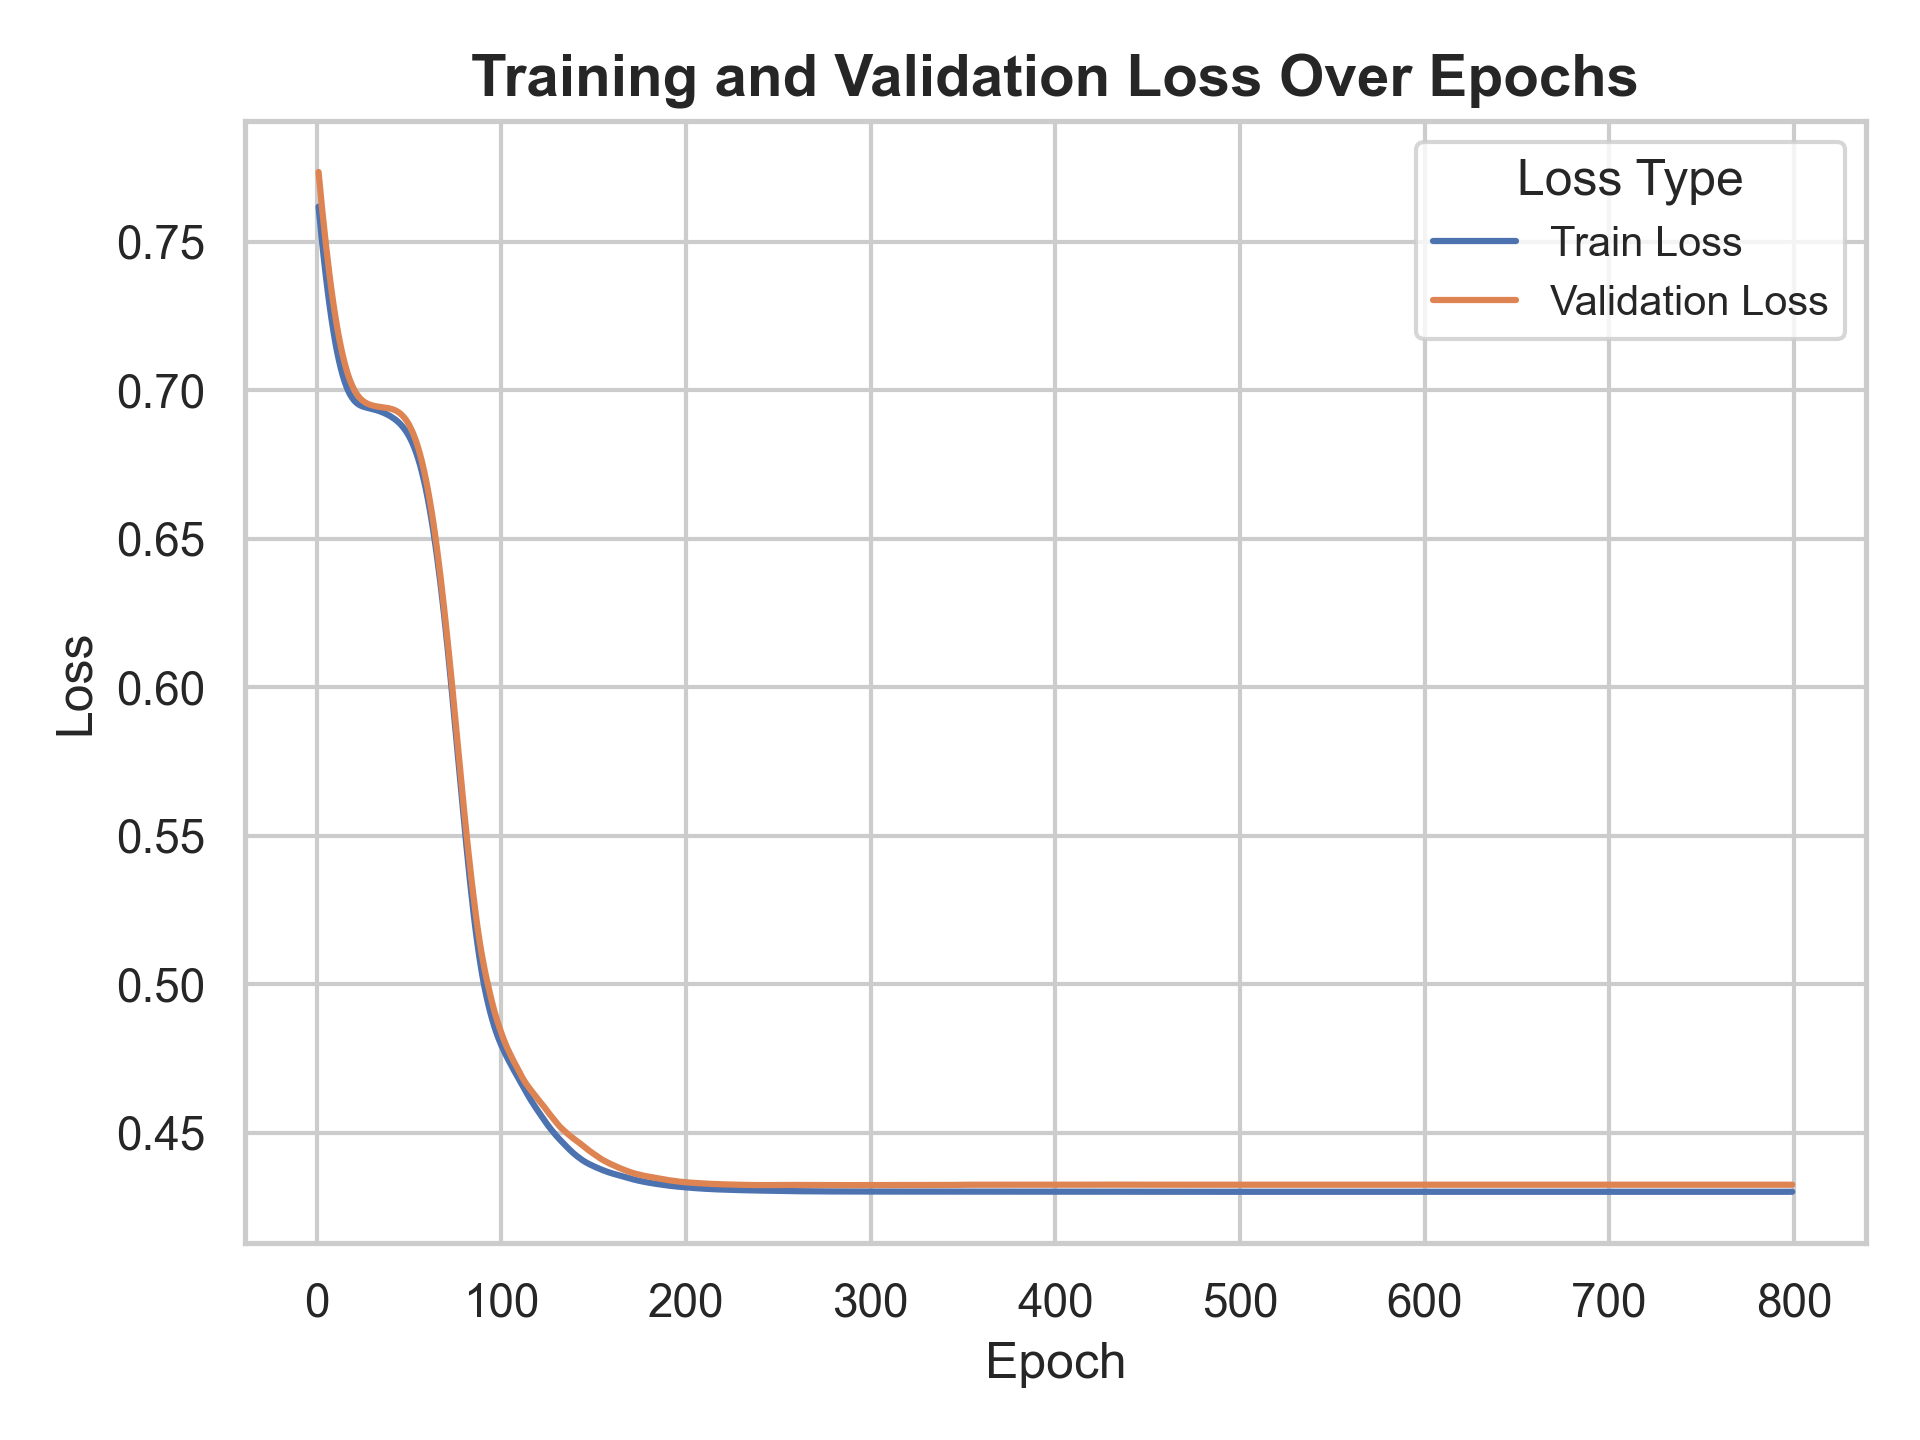 Training and Validation Loss Over Epochs
Loss Type
Train Loss
Validation Loss
0.75
0.70
0.65
0.60
0.55
0.50
0.45
Loss
0 100 200 300 400 500 600 700 800
Epoch